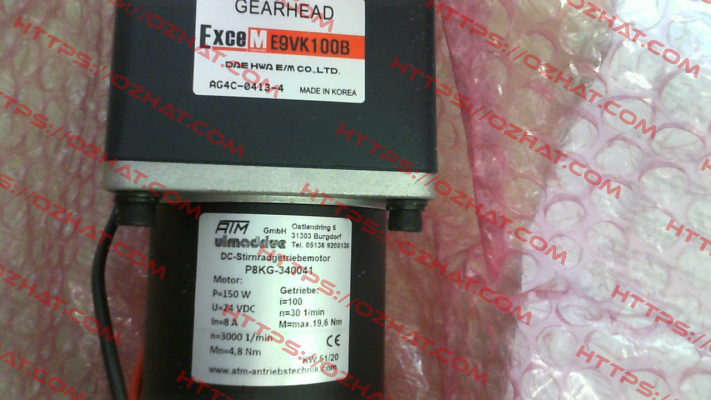 GEARHEAD
ExceM E9VK100B
DAE HWA E/M CO.,LTD.
AG4C-0413-4 MADE IN KOREA
ATM GmbH
ulmadrive
Ostlandring 5
31303 Burgdorf
Tel. 05136 9208130
DC-Stirnradgetriebemotor
P8KG-340041
Motor:
P=150 W
U=24 VDC
In=8 A
n=3000 1/min
Mn=4,8 Nm
Getriebe:
i=100
n=30 1/min
M=max.19,6 Nm
CE
KW 51/20
www.atm-antriebstechnik.com
HTTPS://OZHAT.COM